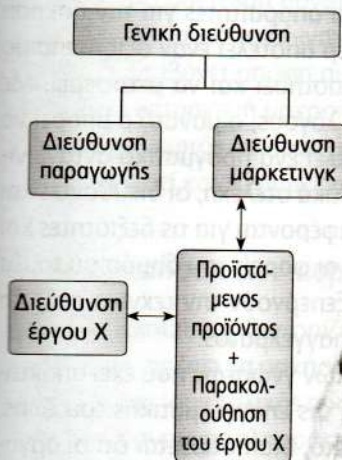 Γενική διεύθυνση
Διεύθυνση
παραγωγής
Διεύθυνση
μάρκετινγκ
Διεύθυνση
έργου Χ
Προϊστά-
μενος
προϊόντος
+
Παρακολ-
ούθηση
του έργου Χ